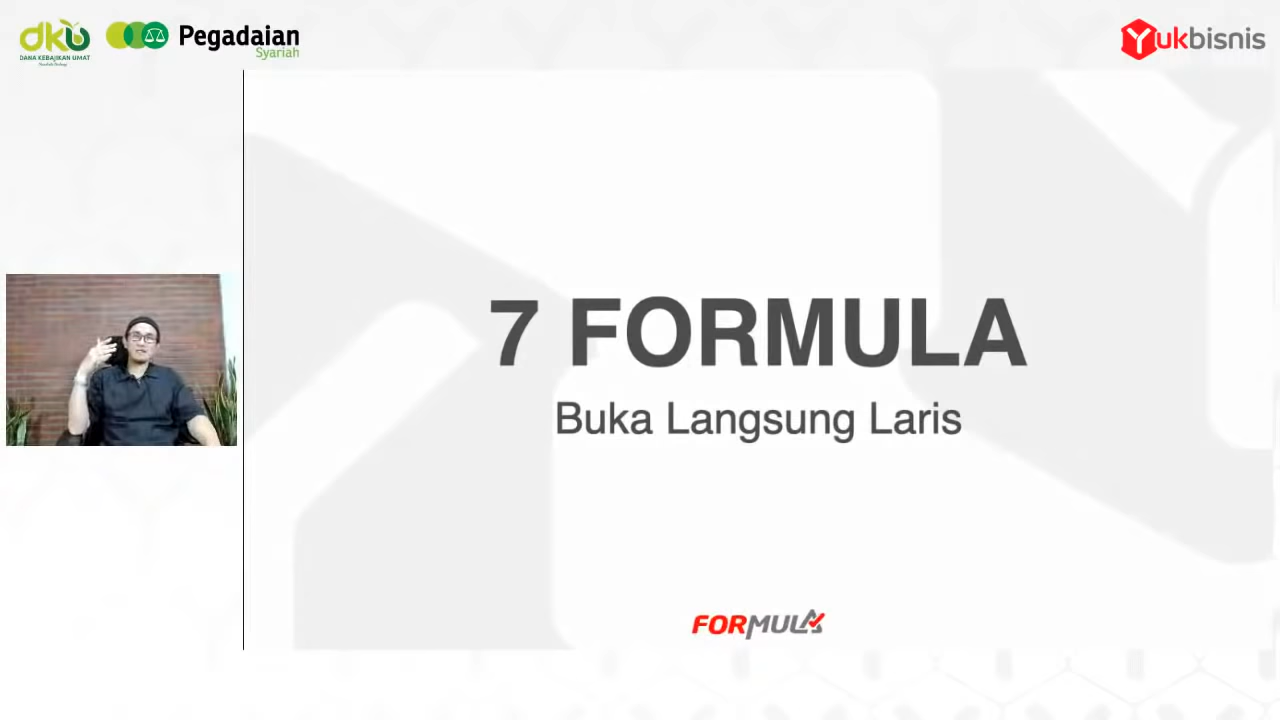 dku
DANA KEBAJIKAN UMAT
Pegadaian
Syariah
Yukbisnis
7 FORMULA
Buka Langsung Laris
FORMULA